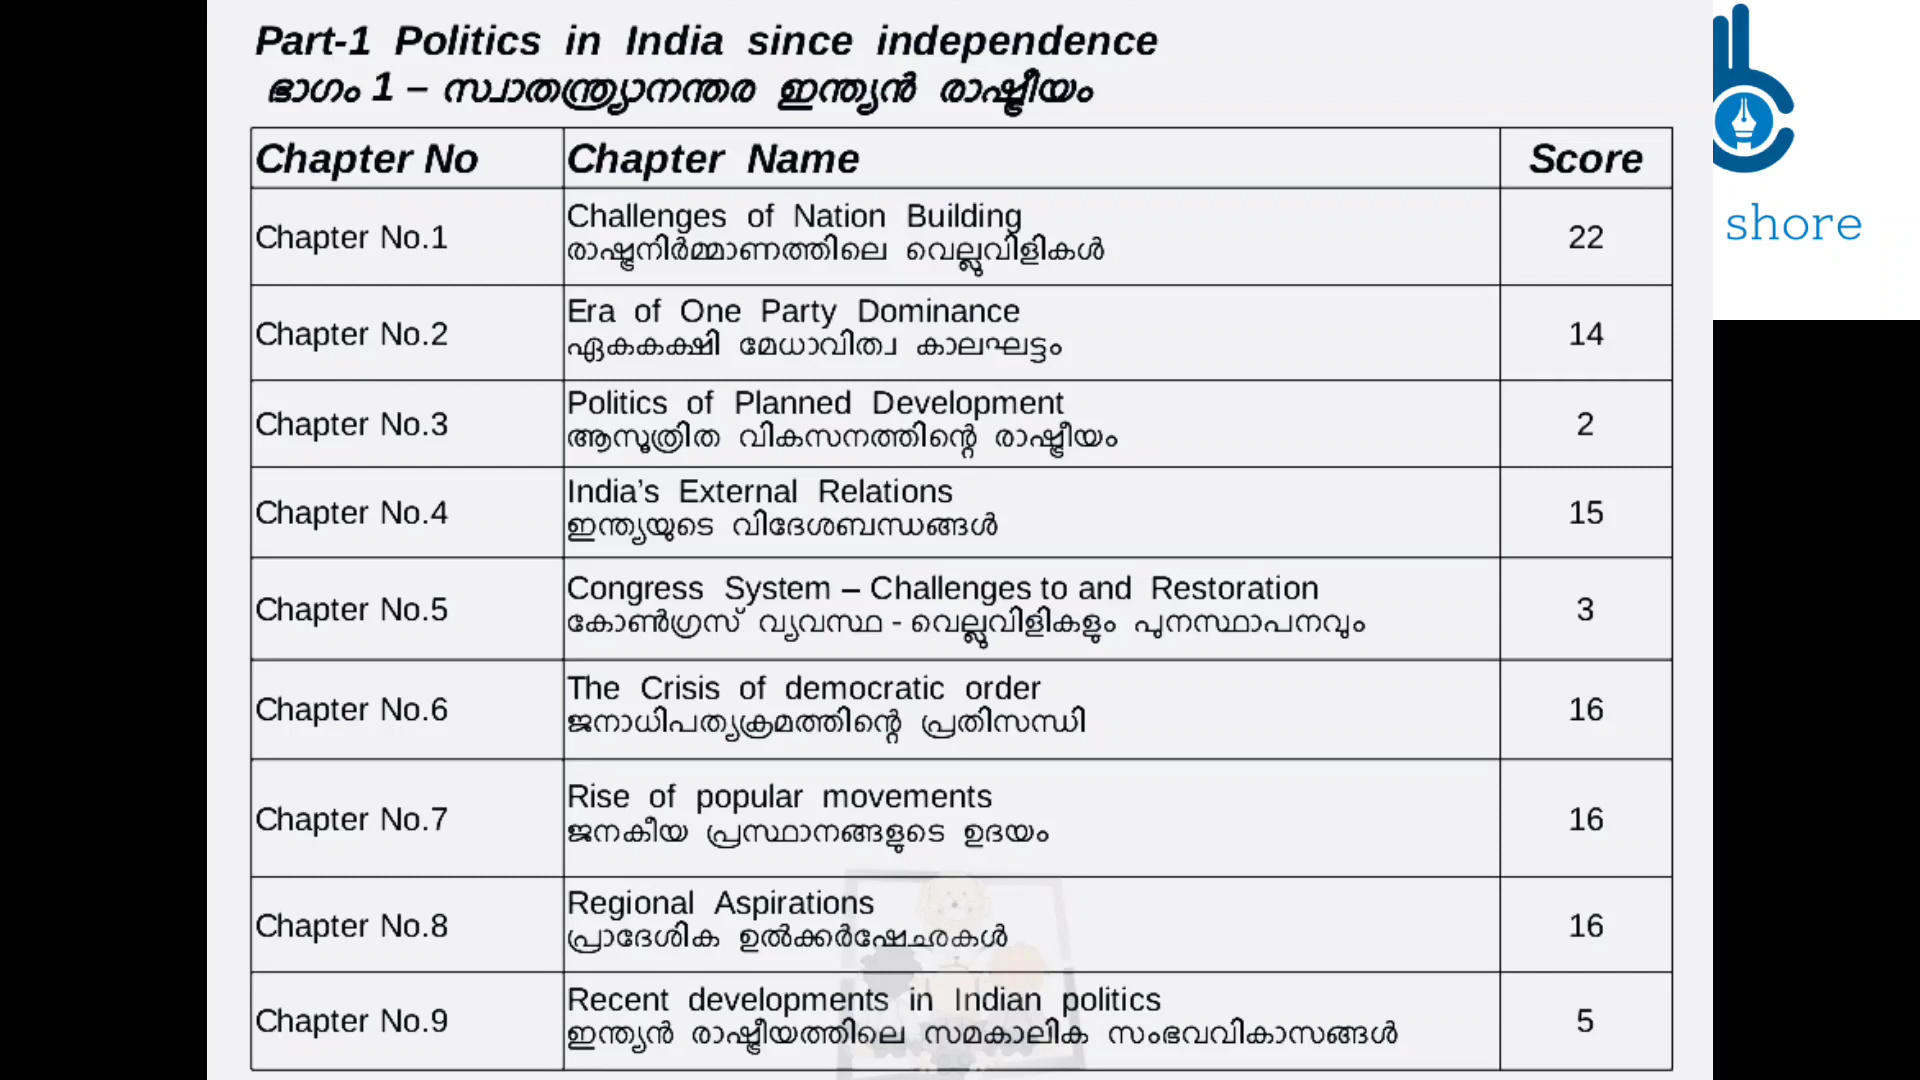 Part-1 Politics in India since independence
ഭാഗം 1 – സ്വാതന്ത്ര്യാനന്തര ഇന്ത്യൻ രാഷ്ട്രീയം
Chapter No Chapter Name Score
Chapter No.1 Challenges of Nation Building 22
രാഷ്ട്രനിർമ്മാണത്തിലെ വെല്ലുവിളികൾ
Chapter No.2 Era of One Party Dominance 14
ഏകകക്ഷി മേധാവിത്വ കാലഘട്ടം
Chapter No.3 Politics of Planned Development 2
ആസൂത്രിത വികസനത്തിന്റെ രാഷ്ട്രീയം
Chapter No.4 India’s External Relations 15
ഇന്ത്യയുടെ വിദേശബന്ധങ്ങൾ
Chapter No.5 Congress System – Challenges to and Restoration 3
കോൺഗ്രസ് വ്യവസ്ഥ - വെല്ലുവിളികളും പുനസ്ഥാപനവും
Chapter No.6 The Crisis of democratic order 16
ജനാധിപത്യക്രമത്തിന്റെ പ്രതിസന്ധി
Chapter No.7 Rise of popular movements 16
ജനകീയ പ്രസ്ഥാനങ്ങളുടെ ഉദയം
Chapter No.8 Regional Aspirations 16
പ്രാദേശിക ഉൽക്കർഷേഛകൾ
Chapter No.9 Recent developments in Indian politics 5
ഇന്ത്യൻ രാഷ്ട്രീയത്തിലെ സമകാലിക സംഭവവികാസങ്ങൾ
shore